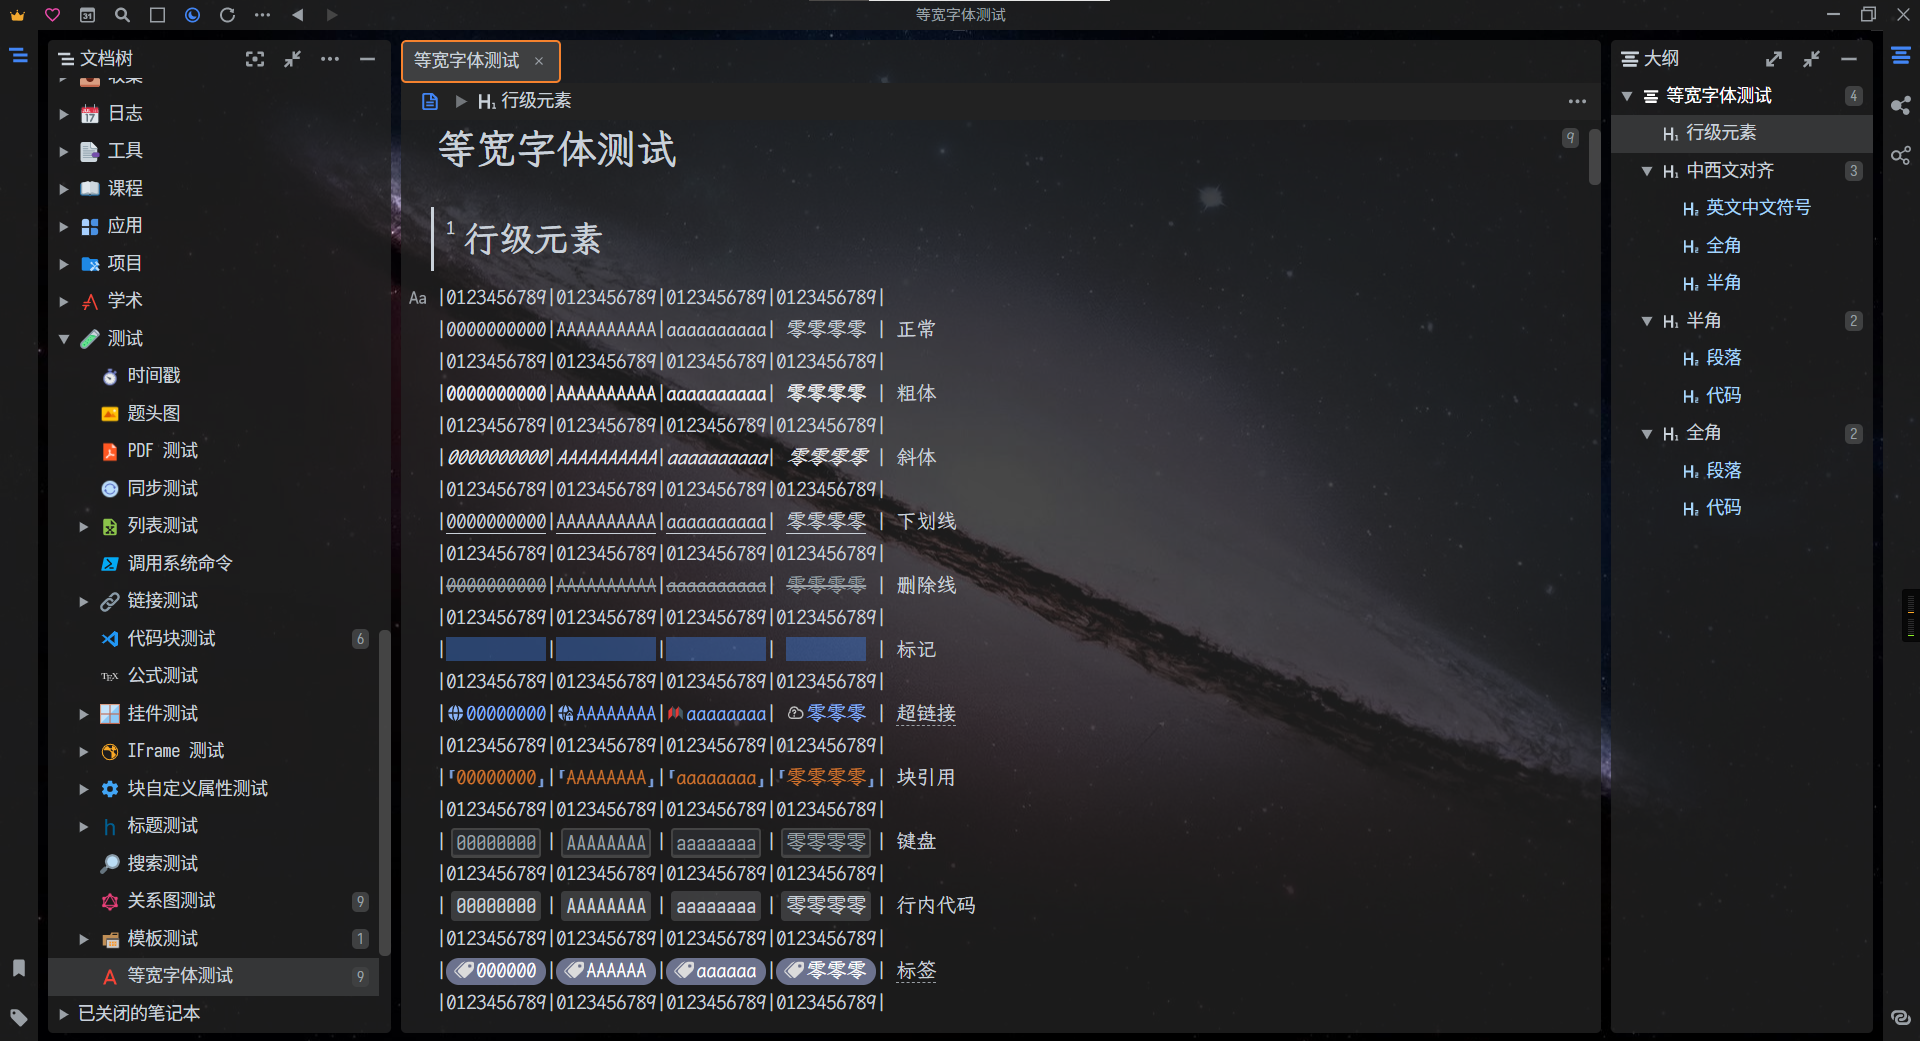 31
等宽字体测试
文档树
收集
日志
工具
课程
应用
项目
学术
测试
时间戳
题头图
PDF 测试
同步测试
列表测试
调用系统命令
链接测试
代码块测试 6
TEX 公式测试
挂件测试
IFrame 测试
块自定义属性测试
h 标题测试
搜索测试
关系图测试 9
模板测试 1
A 等宽字体测试 9
已关闭的笔记本
等宽字体测试 ×
H₁ 行级元素
等宽字体测试
9
1 行级元素
Aa |0123456789|0123456789|0123456789|0123456789|
|0000000000|AAAAAAAAAA|aaaaaaaaaa| 零零零零 | 正常
|0123456789|0123456789|0123456789|0123456789|
|0000000000|AAAAAAAAAA|aaaaaaaaaa| 零零零零 | 粗体
|0123456789|0123456789|0123456789|0123456789|
|0000000000|AAAAAAAAAA|aaaaaaaaaa| 零零零零 | 斜体
|0123456789|0123456789|0123456789|0123456789|
|0000000000|AAAAAAAAAA|aaaaaaaaaa| 零零零零 | 下划线
|0123456789|0123456789|0123456789|0123456789|
|0000000000|AAAAAAAAAA|aaaaaaaaaa| 零零零零 | 删除线
|0123456789|0123456789|0123456789|0123456789|
| | | | | 标记
|0123456789|0123456789|0123456789|0123456789|
|00000000|AAAAAAAA|aaaaaaaa| 零零零 | 超链接
|0123456789|0123456789|0123456789|0123456789|
|「00000000」|「AAAAAAAA」|「aaaaaaaa」|「零零零零」| 块引用
|0123456789|0123456789|0123456789|0123456789|
| 00000000 | AAAAAAAA | aaaaaaaa | 零零零零 | 键盘
|0123456789|0123456789|0123456789|0123456789|
| 00000000 | AAAAAAAA | aaaaaaaa | 零零零零 | 行内代码
|0123456789|0123456789|0123456789|0123456789|
|000000|AAAAAA|aaaaaa|零零零| 标签
|0123456789|0123456789|0123456789|0123456789|
大纲
等宽字体测试 4
H₁ 行级元素
H₁ 中西文对齐 3
H₂ 英文中文符号
H₂ 全角
H₂ 半角
H₁ 半角 2
H₂ 段落
H₂ 代码
H₁ 全角 2
H₂ 段落
H₂ 代码